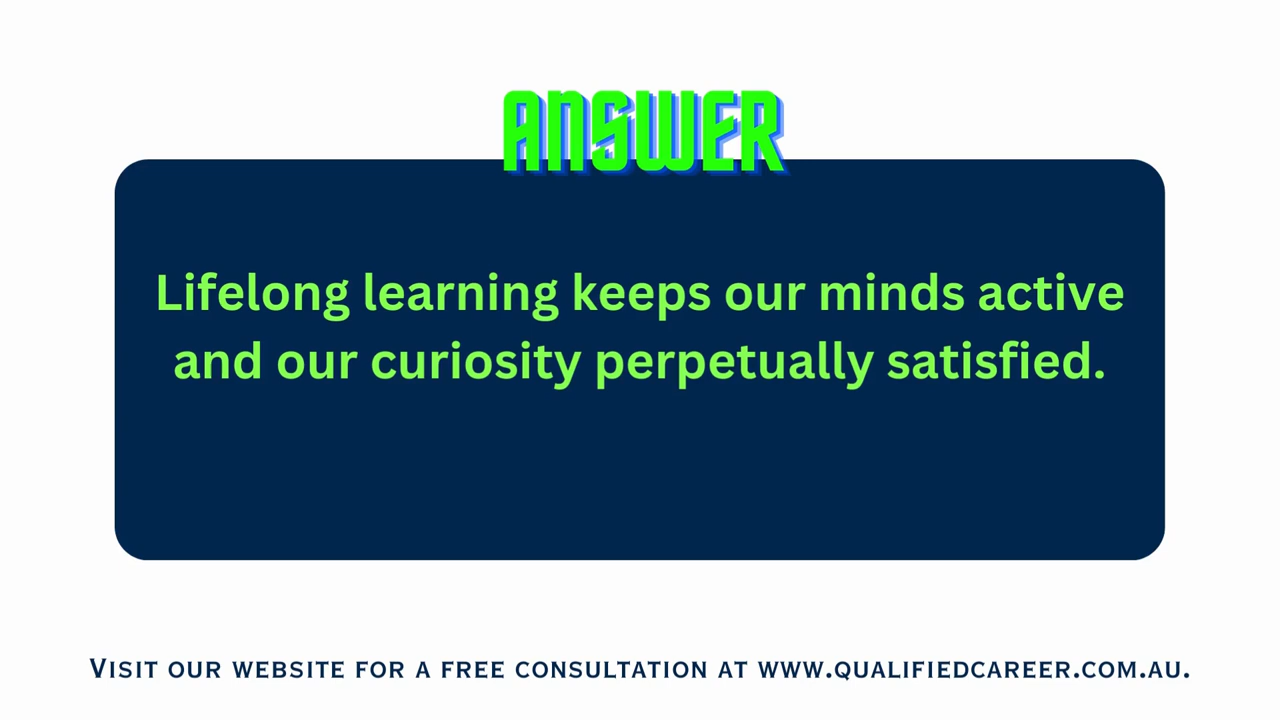 ANSWER
Lifelong learning keeps our minds active
and our curiosity perpetually satisfied.
Visit our website for a free consultation at www.qualifiedcareer.com.au.